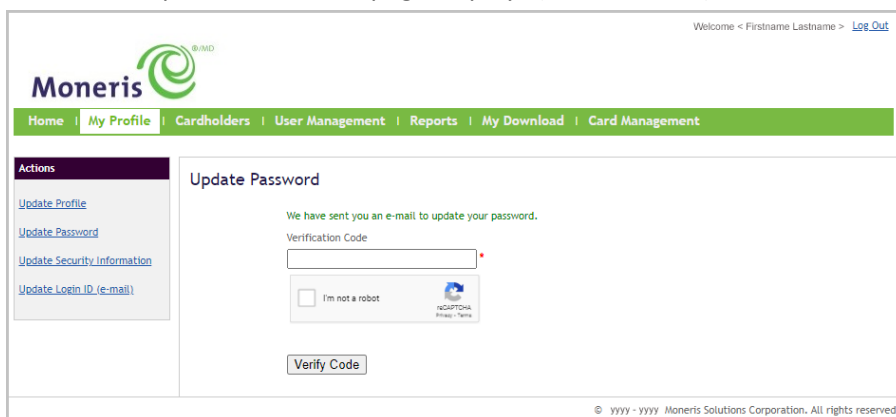 Welcome < Firstname Lastname > Log Out
Moneris ®/MD
Home | My Profile | Cardholders | User Management | Reports | My Download | Card Management
Actions
Update Profile
Update Password
Update Security Information
Update Login ID (e-mail)
Update Password
We have sent you an e-mail to update your password.
Verification Code
*
I'm not a robot
reCAPTCHA
Privacy - Terms
Verify Code
© yyyy - yyyy Moneris Solutions Corporation. All rights reserved